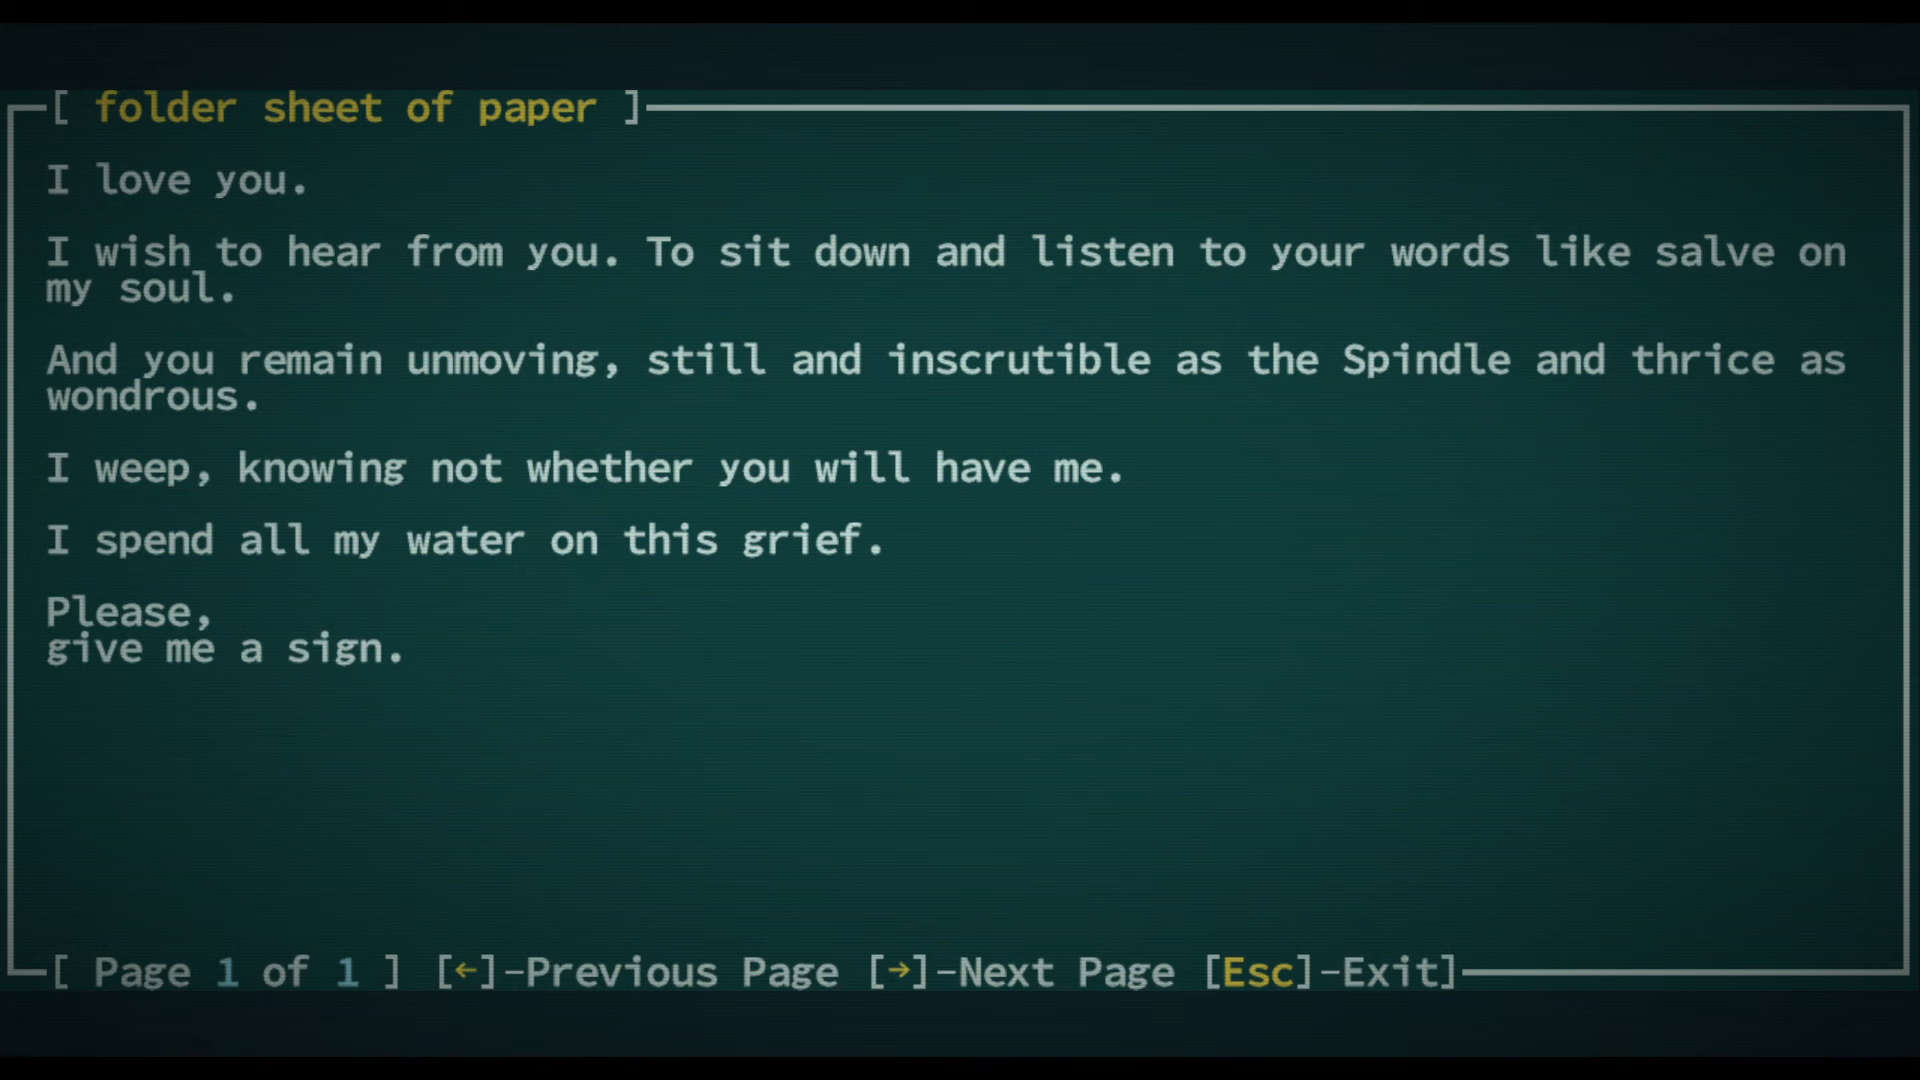 [ folder sheet of paper ]
I love you.
I wish to hear from you. To sit down and listen to your words like salve on
my soul.
And you remain unmoving, still and inscrutible as the Spindle and thrice as
wondrous.
I weep, knowing not whether you will have me.
I spend all my water on this grief.
Please,
give me a sign.
[ Page 1 of 1 ] [←]-Previous Page [→]-Next Page [Esc]-Exit]